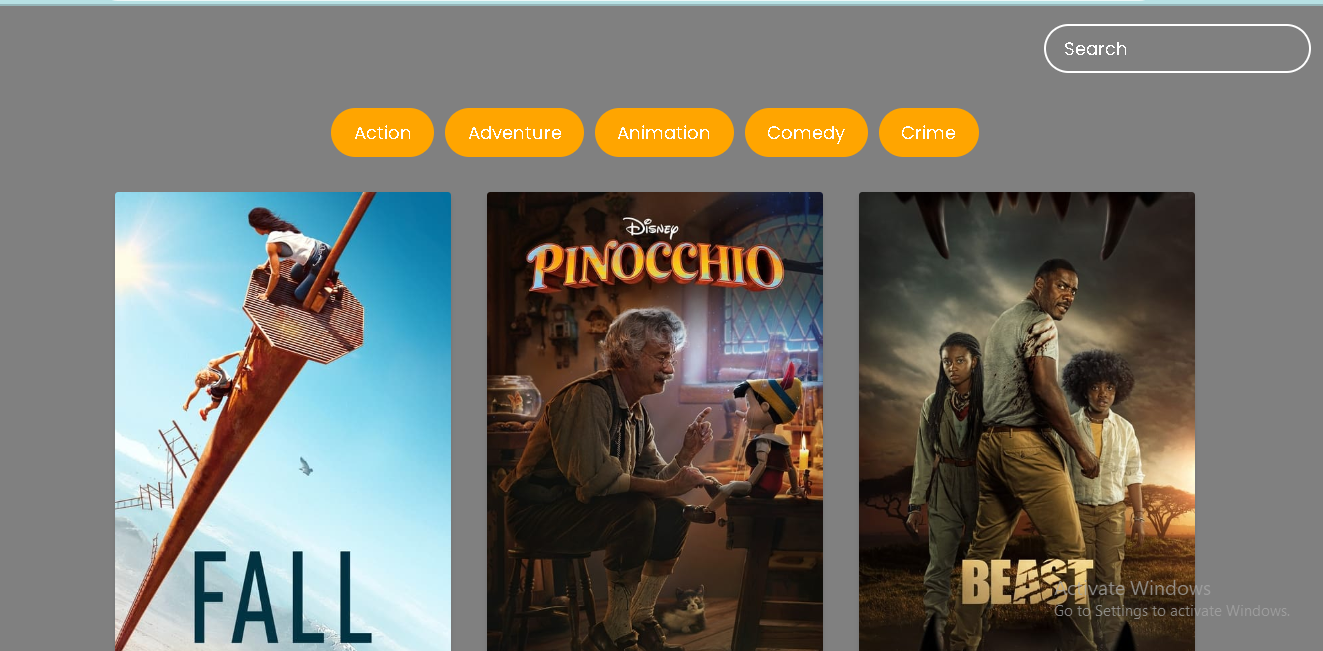 Search
Action Adventure Animation Comedy Crime
Disney
PINOCCHIO
FALL
BEAST
Activate Windows
Go to Settings to activate Windows.